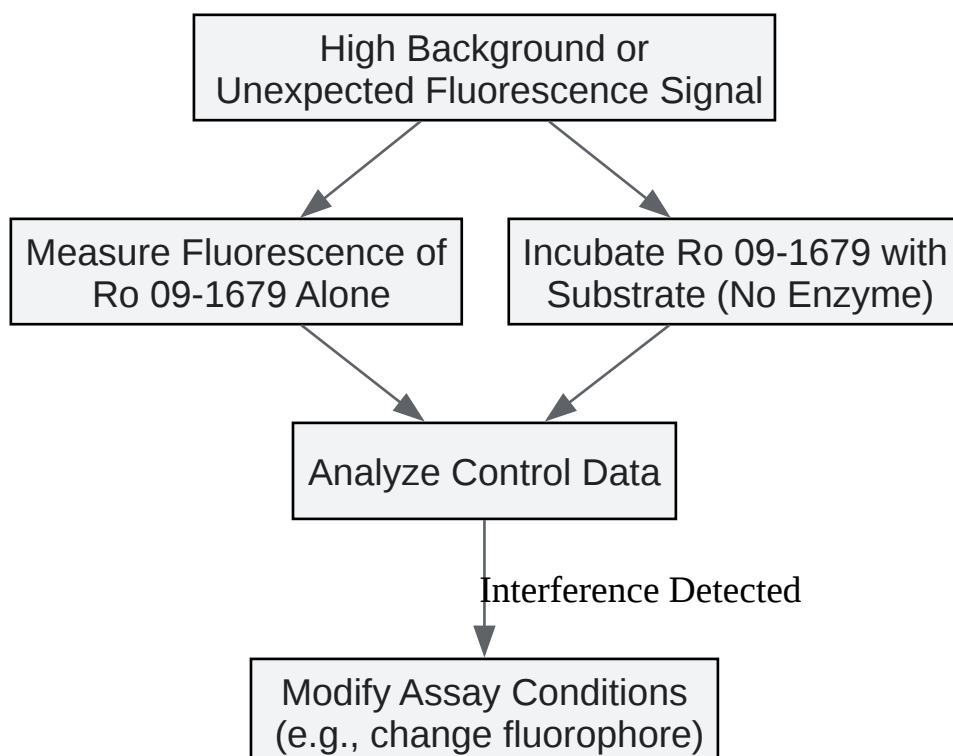 High Background or
Unexpected Fluorescence Signal
Measure Fluorescence of
Ro 09-1679 Alone
Incubate Ro 09-1679 with
Substrate (No Enzyme)
Analyze Control Data
Interference Detected
Modify Assay Conditions
(e.g., change fluorophore)